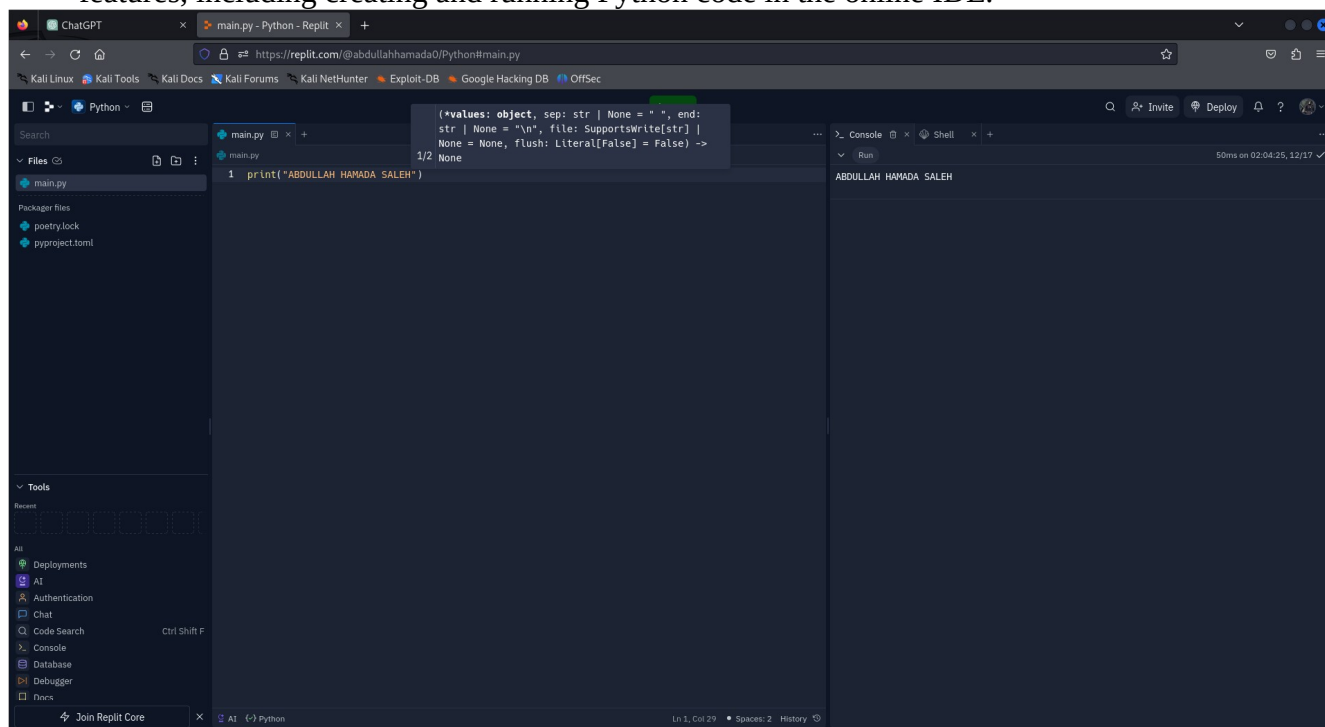 features, including creating and running Python code in the online IDE.
ChatGPT × main.py - Python - Replit × +
https://replit.com/@abdullahhamada0/Python#main.py
Kali Linux Kali Tools Kali Docs Kali Forums Kali NetHunter Exploit-DB Google Hacking DB OffSec
Python Invite Deploy ?
(*values: object, sep: str | None = " ", end:
str | None = "\n", file: SupportsWrite[str] |
None = None, flush: Literal[False] = False) ->
1/2 None
Search
main.py × +
Console × Shell × +
Files
main.py
Run
50ms on 02:04:25, 12/17
main.py
1 print("ABDULLAH HAMADA SALEH")
ABDULLAH HAMADA SALEH
Packager files
poetry.lock
pyproject.toml
Tools
Recent
All
Deployments
AI
Authentication
Chat
Code Search Ctrl Shift F
Console
Database
Debugger
Docs
Join Replit Core ×
AI {-} Python
Ln 1, Col 29 • Spaces: 2 History